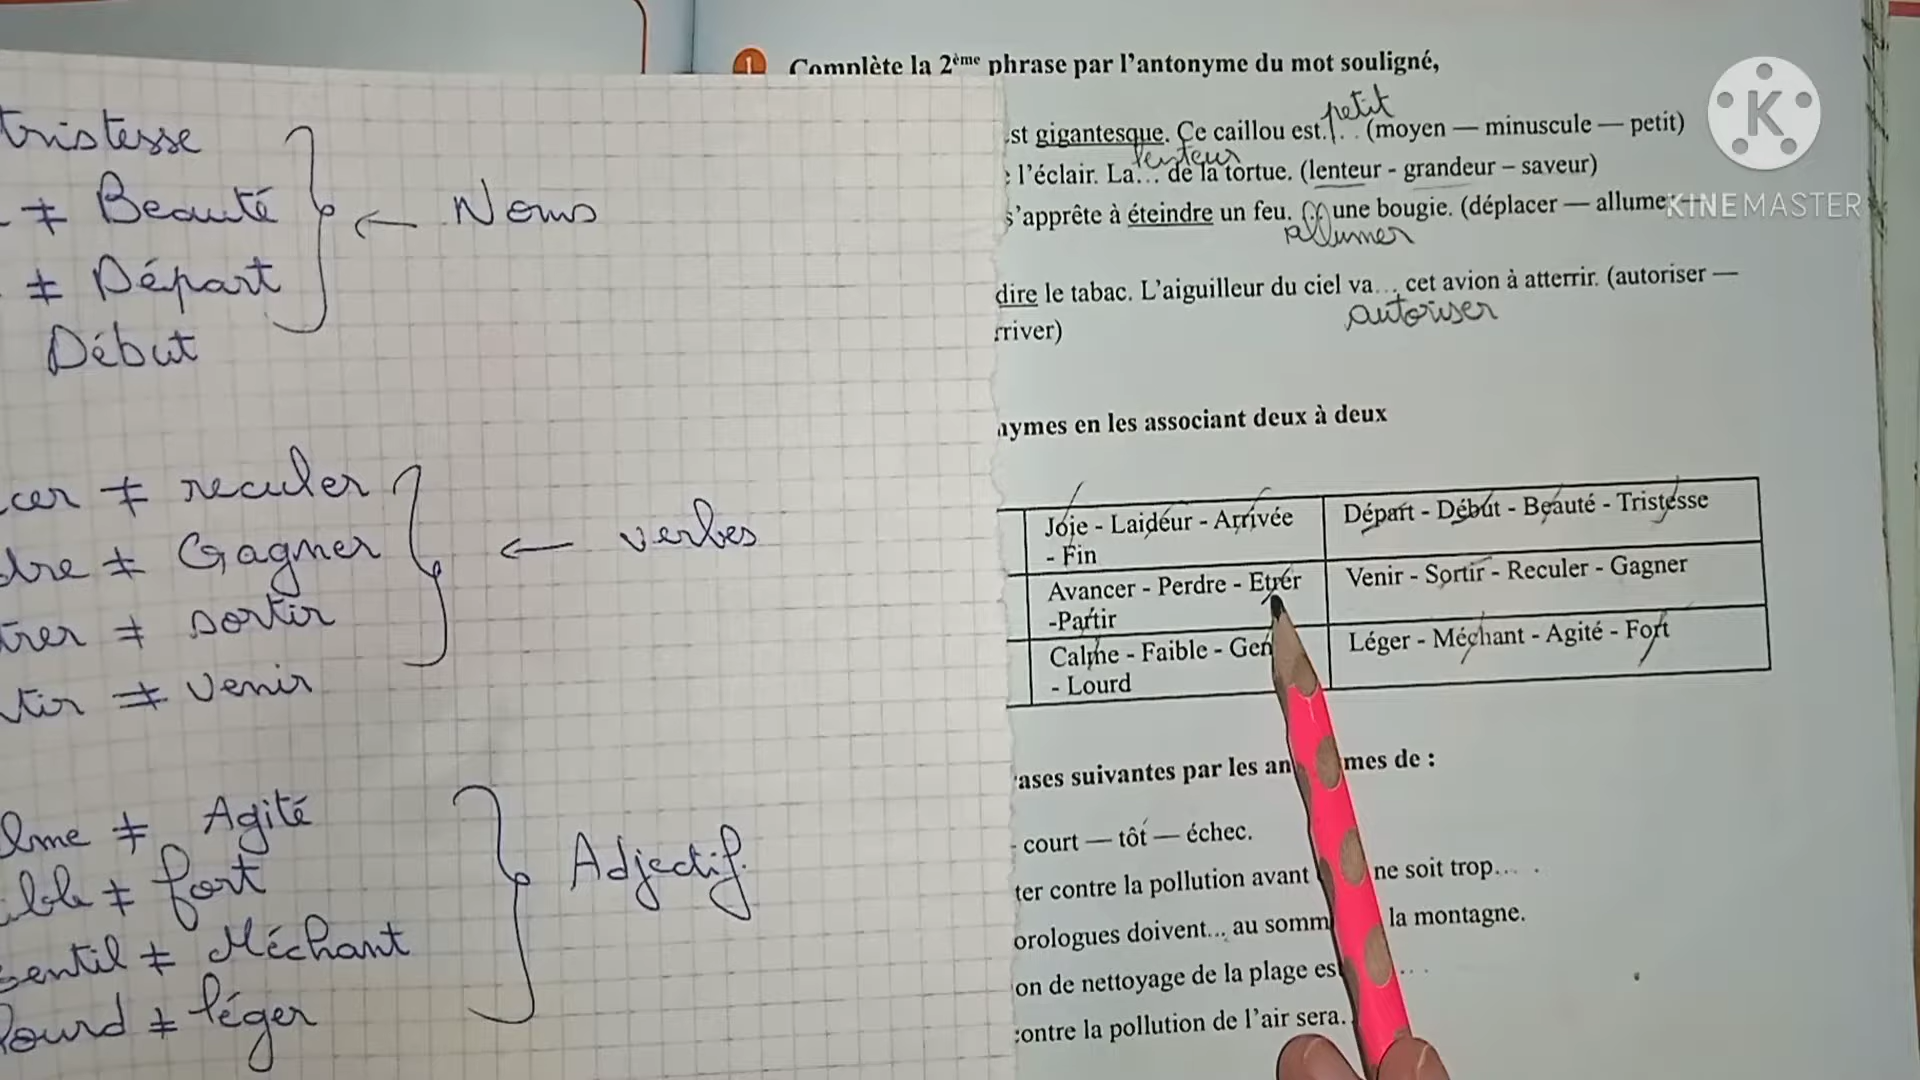 tristesse
≠ Beauté
≠ Départ
Début
← Noms
cer ≠ reculer
dre ≠ Gagner
trer ≠ sortir
tir ≠ venir
← verbes
lme ≠ Agité
ible ≠ fort
Gentil ≠ Méchant
Lourd ≠ léger
Adjectif.
1 Complète la 2ème phrase par l'antonyme du mot souligné,
petit
st gigantesque. Ce caillou est... (moyen — minuscule — petit)
lenteur
l'éclair. La... de la tortue. (lenteur - grandeur – saveur)
s'apprête à éteindre un feu. ... une bougie. (déplacer — allume
allumer
dire le tabac. L'aiguilleur du ciel va... cet avion à atterrir. (autoriser —
autoriser
rriver)
nymes en les associant deux à deux
Joie - Laideur - Arrivée
- Fin
Départ - Début - Beauté - Tristesse
Avancer - Perdre - Etrer
-Partir
Venir - Sortir - Reculer - Gagner
Calme - Faible - Gen
- Lourd
Léger - Méchant - Agité - Fort
rases suivantes par les an mes de :
- court — tôt — échec.
ter contre la pollution avant ne soit trop...
orologues doivent... au somm la montagne.
on de nettoyage de la plage es ...
contre la pollution de l'air sera.
K
KINEMASTER